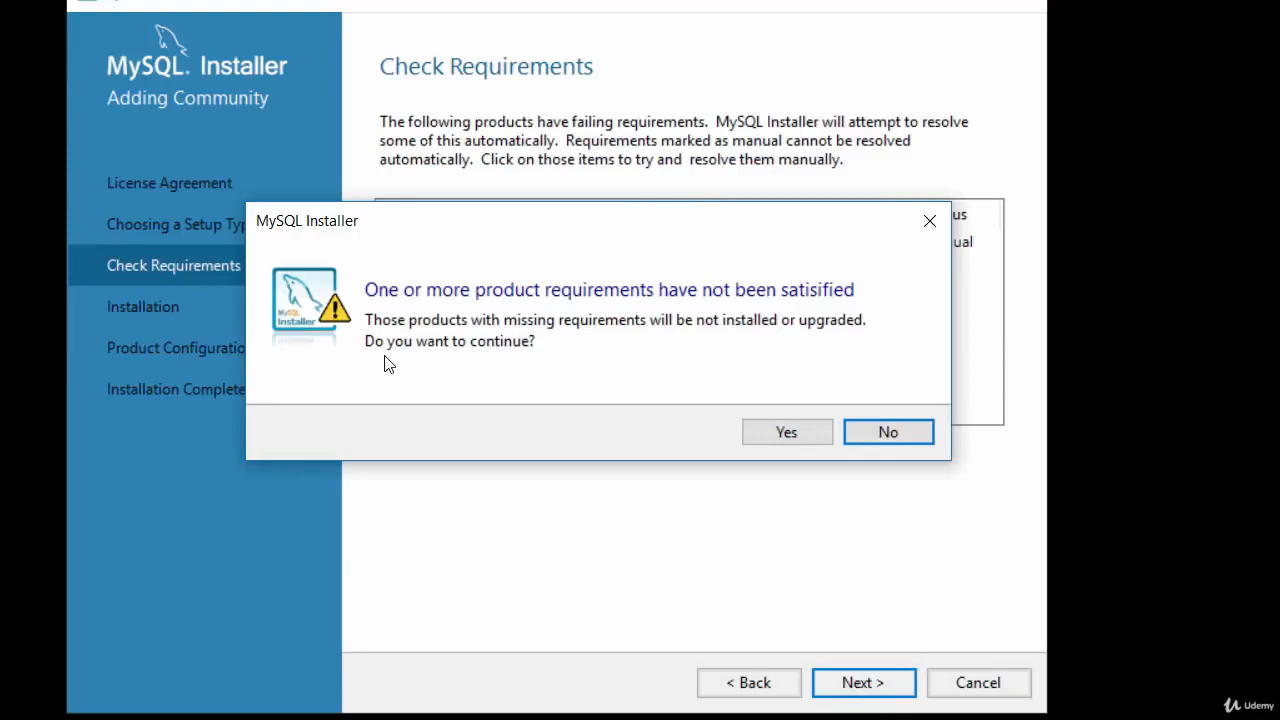 MySQL. Installer
Adding Community
License Agreement
Choosing a Setup Typ
Check Requirements
Installation
Product Configuratio
Installation Complete
Check Requirements
The following products have failing requirements. MySQL Installer will attempt to resolve
some of this automatically. Requirements marked as manual cannot be resolved
automatically. Click on those items to try and resolve them manually.
us
ual
MySQL Installer
MySQL
Installer
One or more product requirements have not been satisified
Those products with missing requirements will be not installed or upgraded.
Do you want to continue?
Yes
No
< Back
Next >
Cancel
Udemy